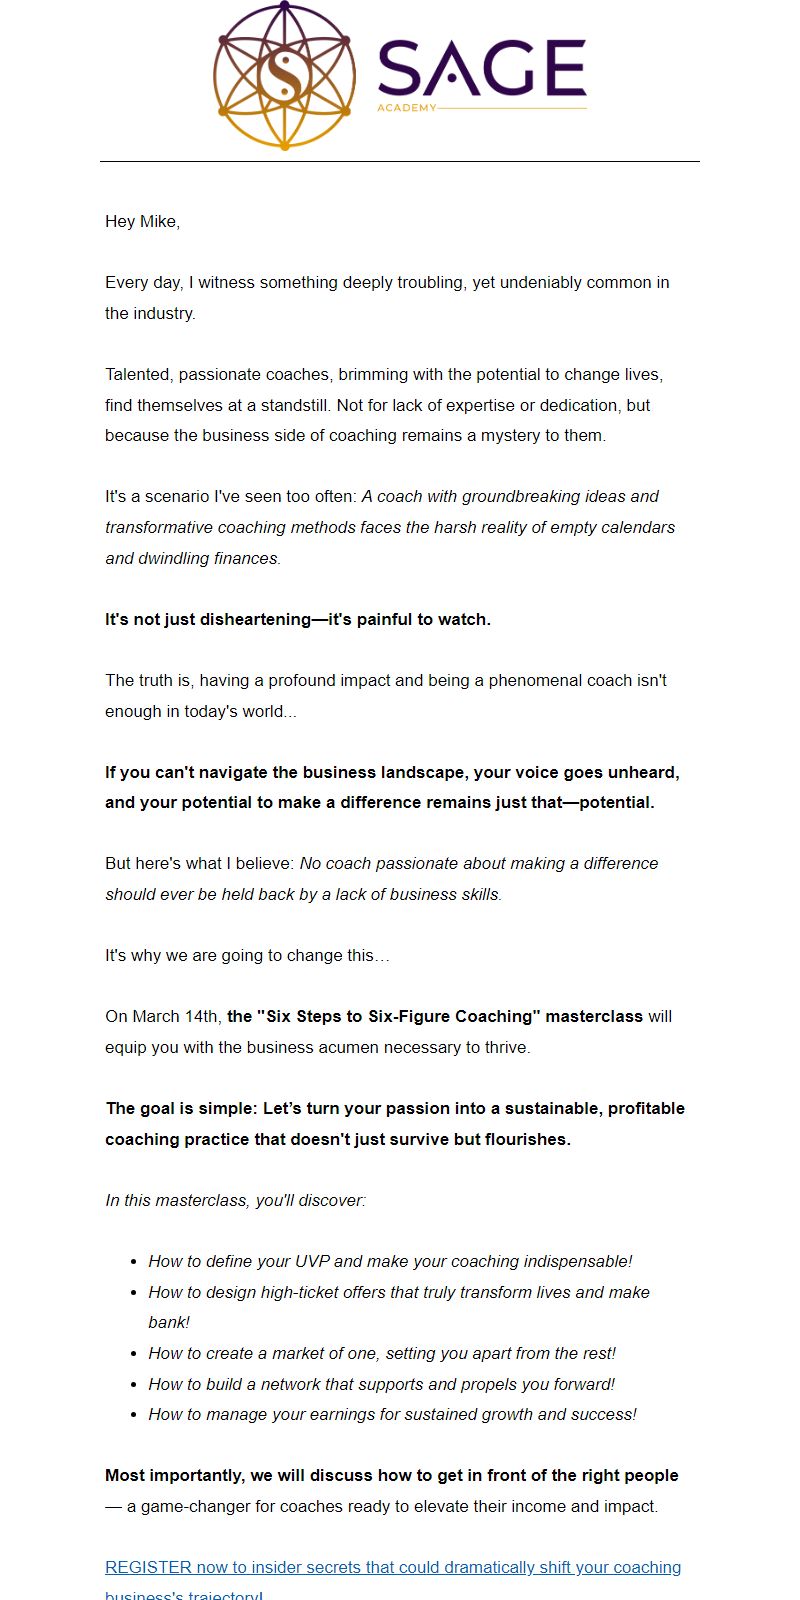 SAGE
ACADEMY
Hey Mike,
Every day, I witness something deeply troubling, yet undeniably common in
the industry.
Talented, passionate coaches, brimming with the potential to change lives,
find themselves at a standstill. Not for lack of expertise or dedication, but
because the business side of coaching remains a mystery to them.
It's a scenario I've seen too often: A coach with groundbreaking ideas and
transformative coaching methods faces the harsh reality of empty calendars
and dwindling finances.
It's not just disheartening—it's painful to watch.
The truth is, having a profound impact and being a phenomenal coach isn't
enough in today's world...
If you can't navigate the business landscape, your voice goes unheard,
and your potential to make a difference remains just that—potential.
But here's what I believe: No coach passionate about making a difference
should ever be held back by a lack of business skills.
It's why we are going to change this…
On March 14th, the "Six Steps to Six-Figure Coaching" masterclass will
equip you with the business acumen necessary to thrive.
The goal is simple: Let’s turn your passion into a sustainable, profitable
coaching practice that doesn't just survive but flourishes.
In this masterclass, you'll discover:
• How to define your UVP and make your coaching indispensable!
• How to design high-ticket offers that truly transform lives and make
bank!
• How to create a market of one, setting you apart from the rest!
• How to build a network that supports and propels you forward!
• How to manage your earnings for sustained growth and success!
Most importantly, we will discuss how to get in front of the right people
— a game-changer for coaches ready to elevate their income and impact.
REGISTER now to insider secrets that could dramatically shift your coaching
business's trajectory!